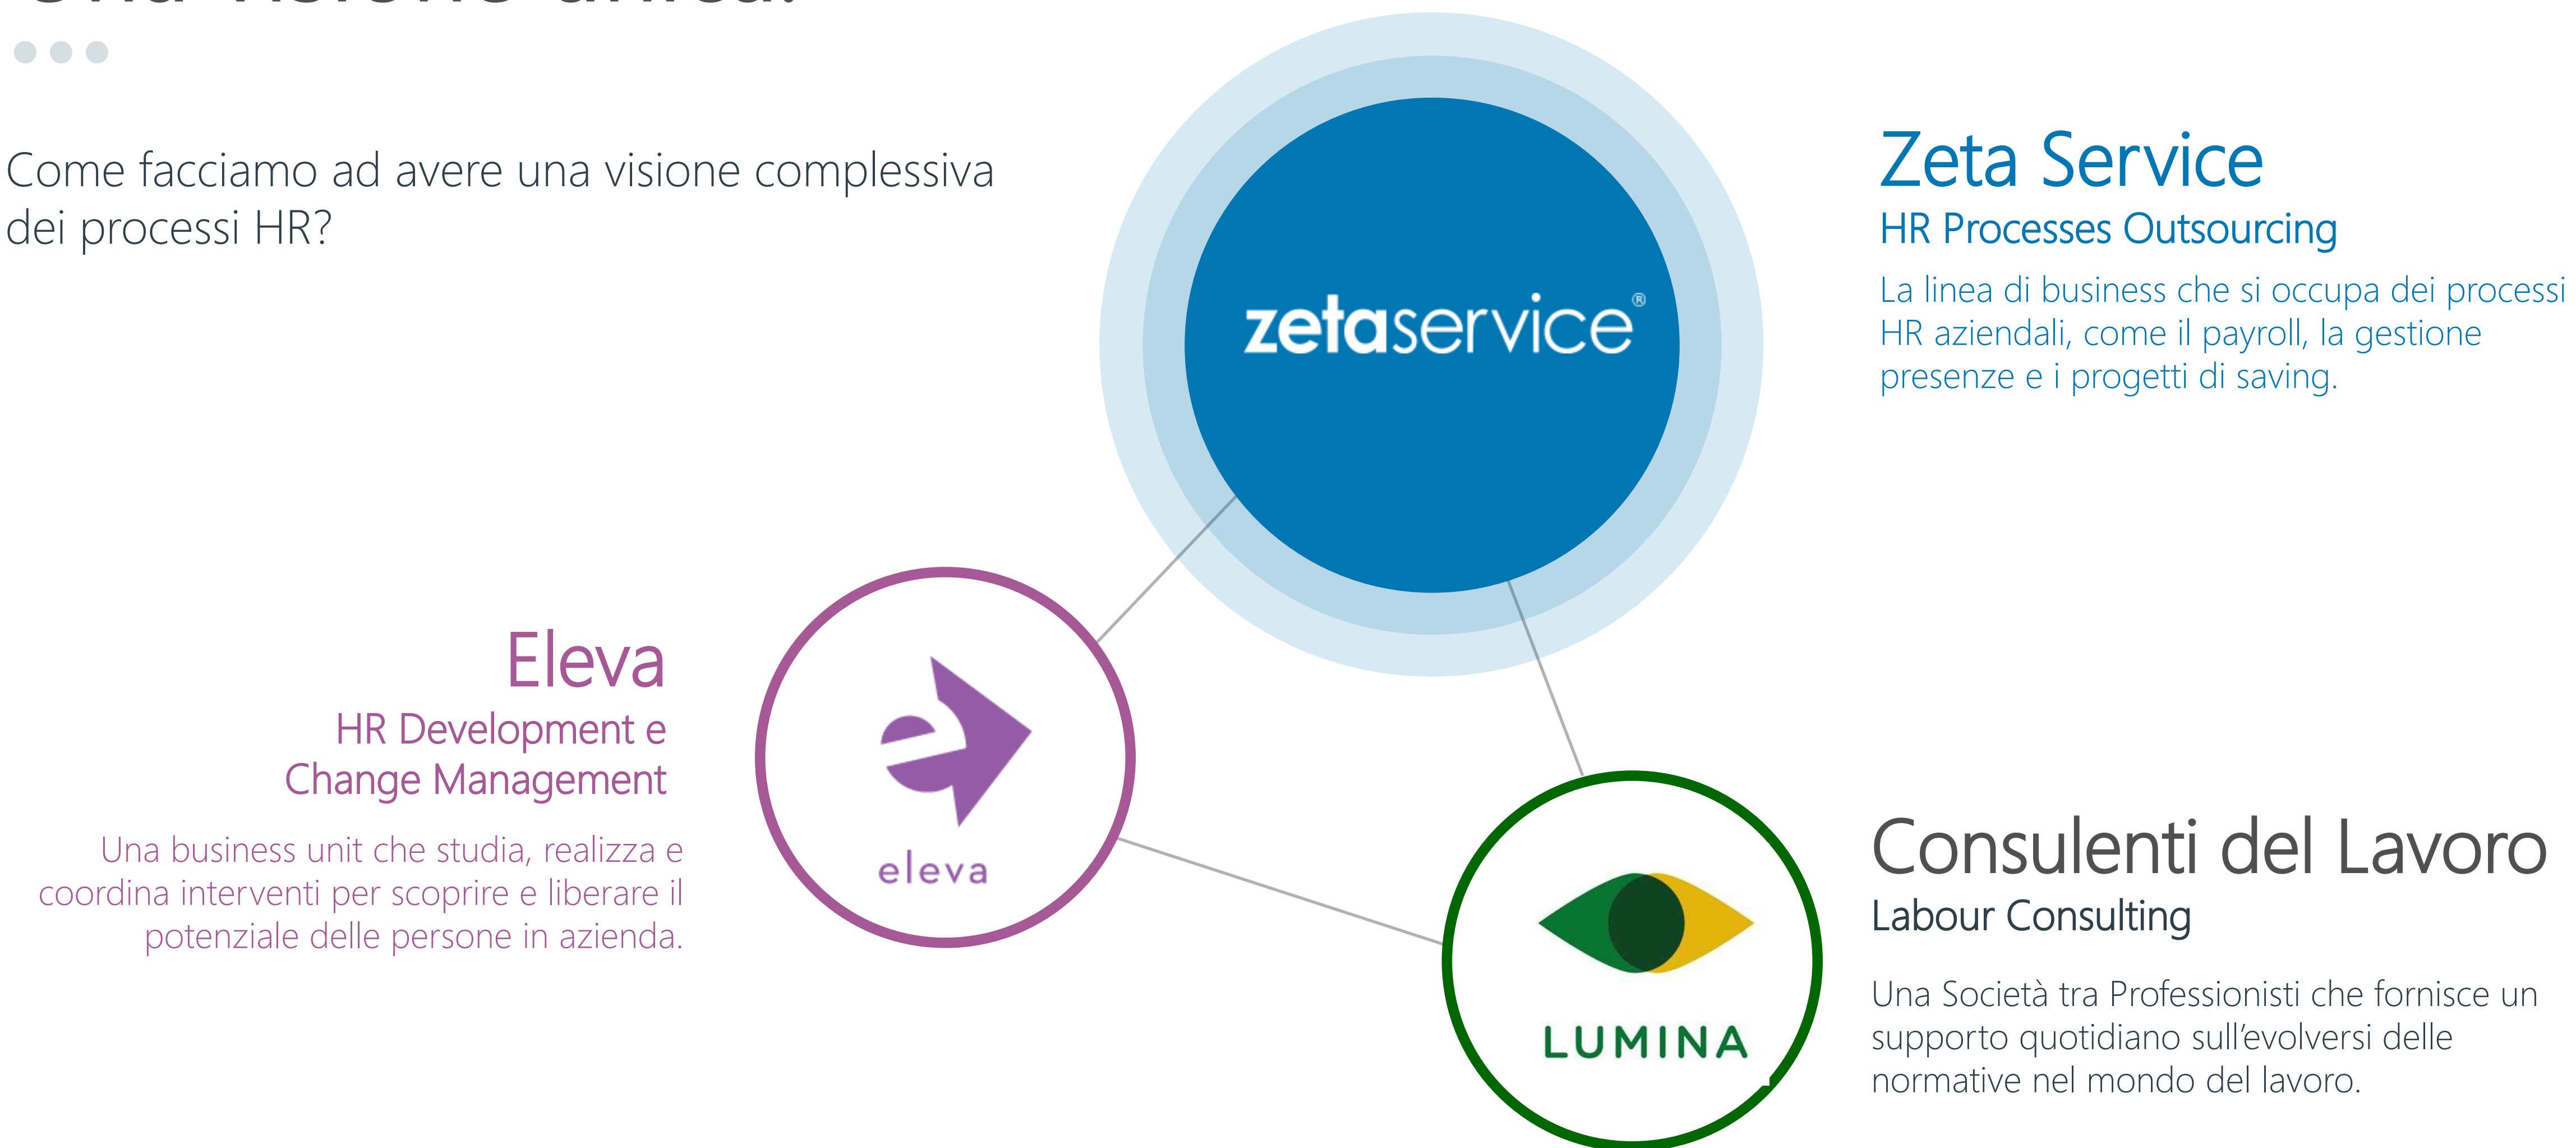 Una visione unica.
Come facciamo ad avere una visione complessiva
dei processi HR?
zetaservice®
Zeta Service
HR Processes Outsourcing
La linea di business che si occupa dei processi
HR aziendali, come il payroll, la gestione
presenze e i progetti di saving.
Eleva
HR Development e
Change Management
Una business unit che studia, realizza e
coordina interventi per scoprire e liberare il
potenziale delle persone in azienda.
eleva
LUMINA
Consulenti del Lavoro
Labour Consulting
Una Società tra Professionisti che fornisce un
supporto quotidiano sull’evolversi delle
normative nel mondo del lavoro.